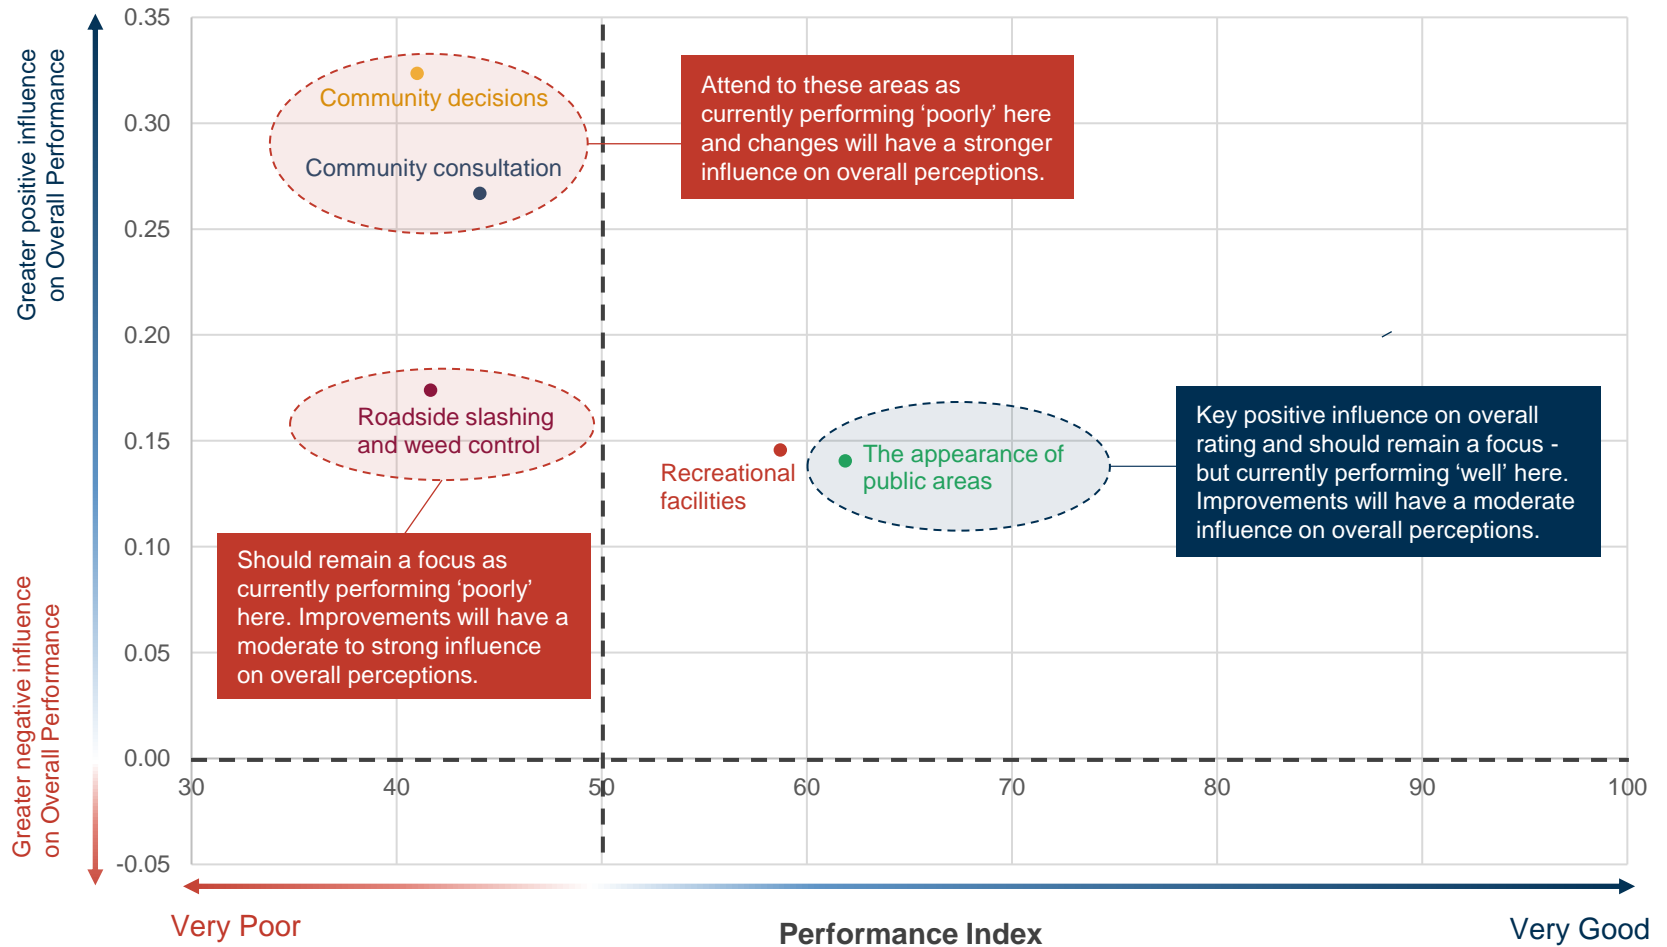 Greater positive influence
on Overall Performance
Greater negative influence
on Overall Performance
0.35
0.30
0.25
0.20
0.15
0.10
0.05
0.00
-0.05
Community decisions
Community consultation
Attend to these areas as
currently performing ‘poorly’ here
and changes will have a stronger
influence on overall perceptions.
Roadside slashing
and weed control
Recreational
facilities
The appearance of
public areas
Key positive influence on overall
rating and should remain a focus -
but currently performing ‘well’ here.
Improvements will have a moderate
influence on overall perceptions.
Should remain a focus as
currently performing ‘poorly’
here. Improvements will have a
moderate to strong influence
on overall perceptions.
30
40
50
60
70
80
90
100
Very Poor
Performance Index
Very Good